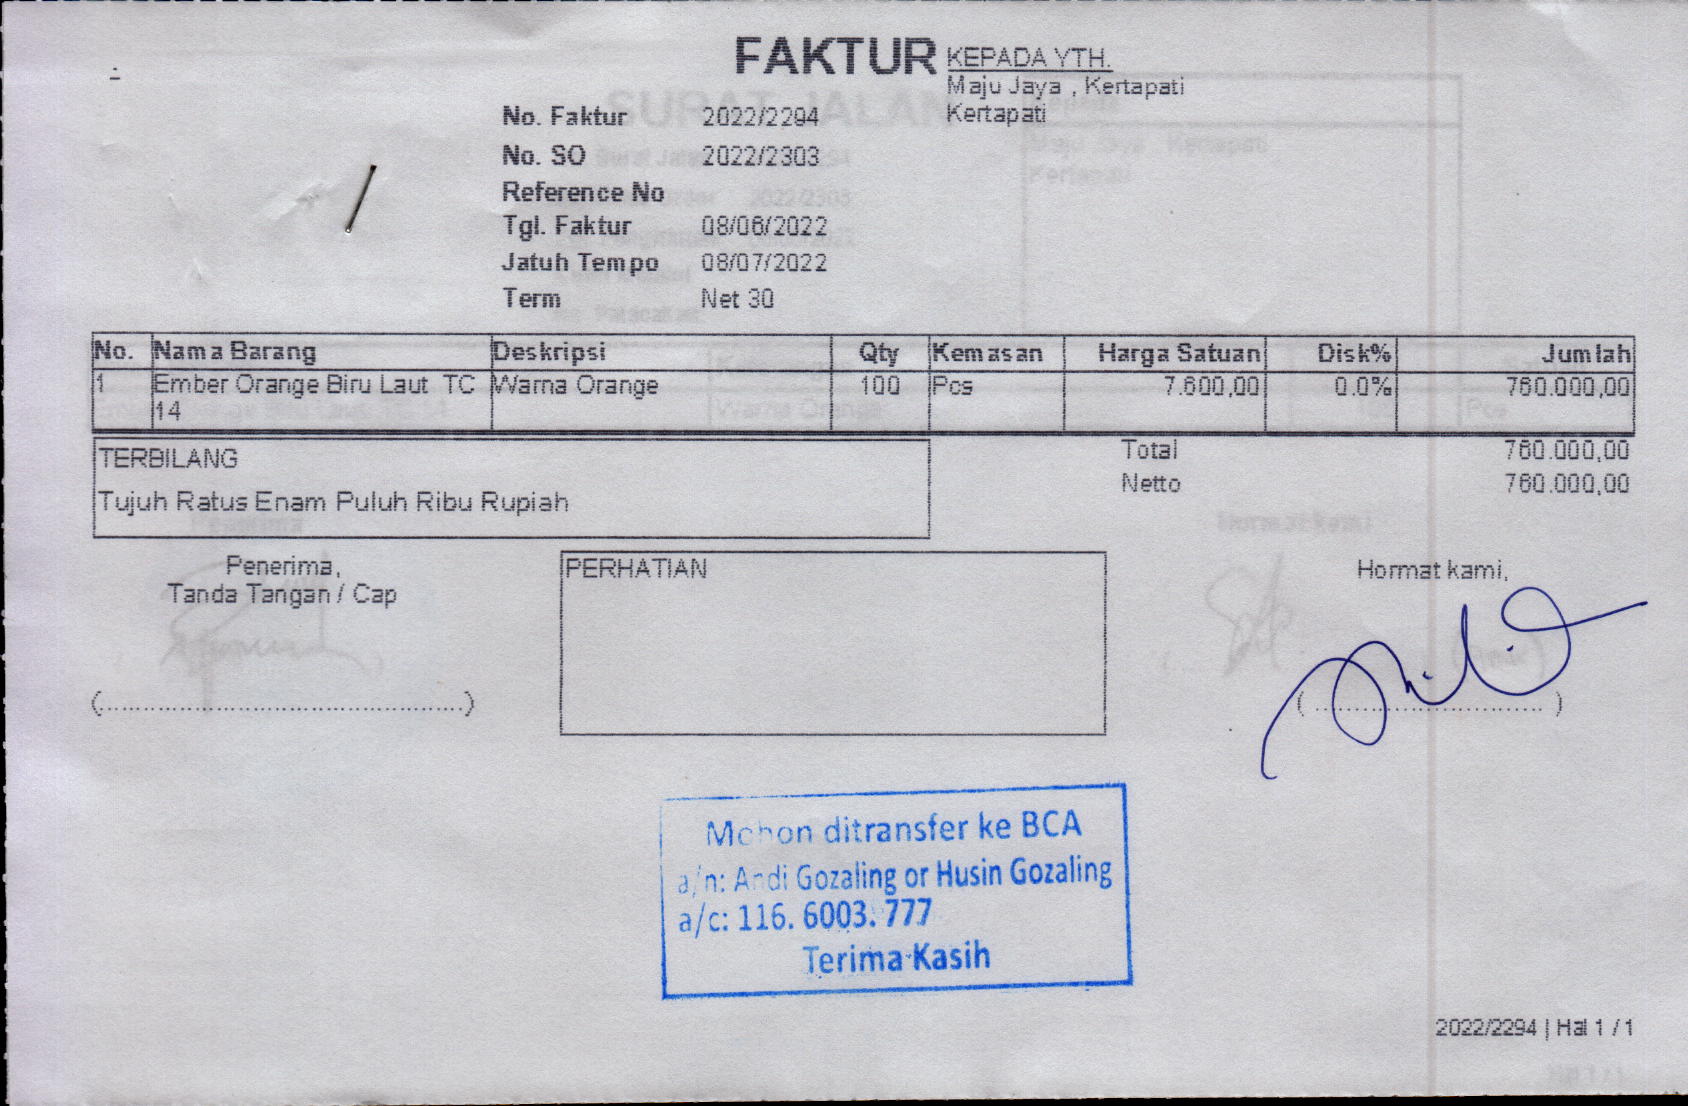 FAKTUR
KEPADA YTH.
Maju Jaya , Kertapati
Kertapati
No. Faktur 2022/2294
No. SO 2022/2303
Reference No
Tgl. Faktur 08/06/2022
Jatuh Tempo 08/07/2022
Term Net 30
No. Nama Barang Deskripsi Qty Kemasan Harga Satuan Disk% Jumlah
1 Ember Orange Biru Laut TC Warna Orange 100 Pcs 7.600,00 0.0% 760.000,00
14
Total 760.000,00
TERBILANG
Netto 760.000,00
Tujuh Ratus Enam Puluh Ribu Rupiah
Penerima,
Tanda Tangan / Cap
PERHATIAN
Hormat kami,
(................................................)
( .............................. )
Mohon ditransfer ke BCA
a/n: Andi Gozaling or Husin Gozaling
a/c: 116. 6003. 777
Terima Kasih
2022/2294 | Hal 1 / 1